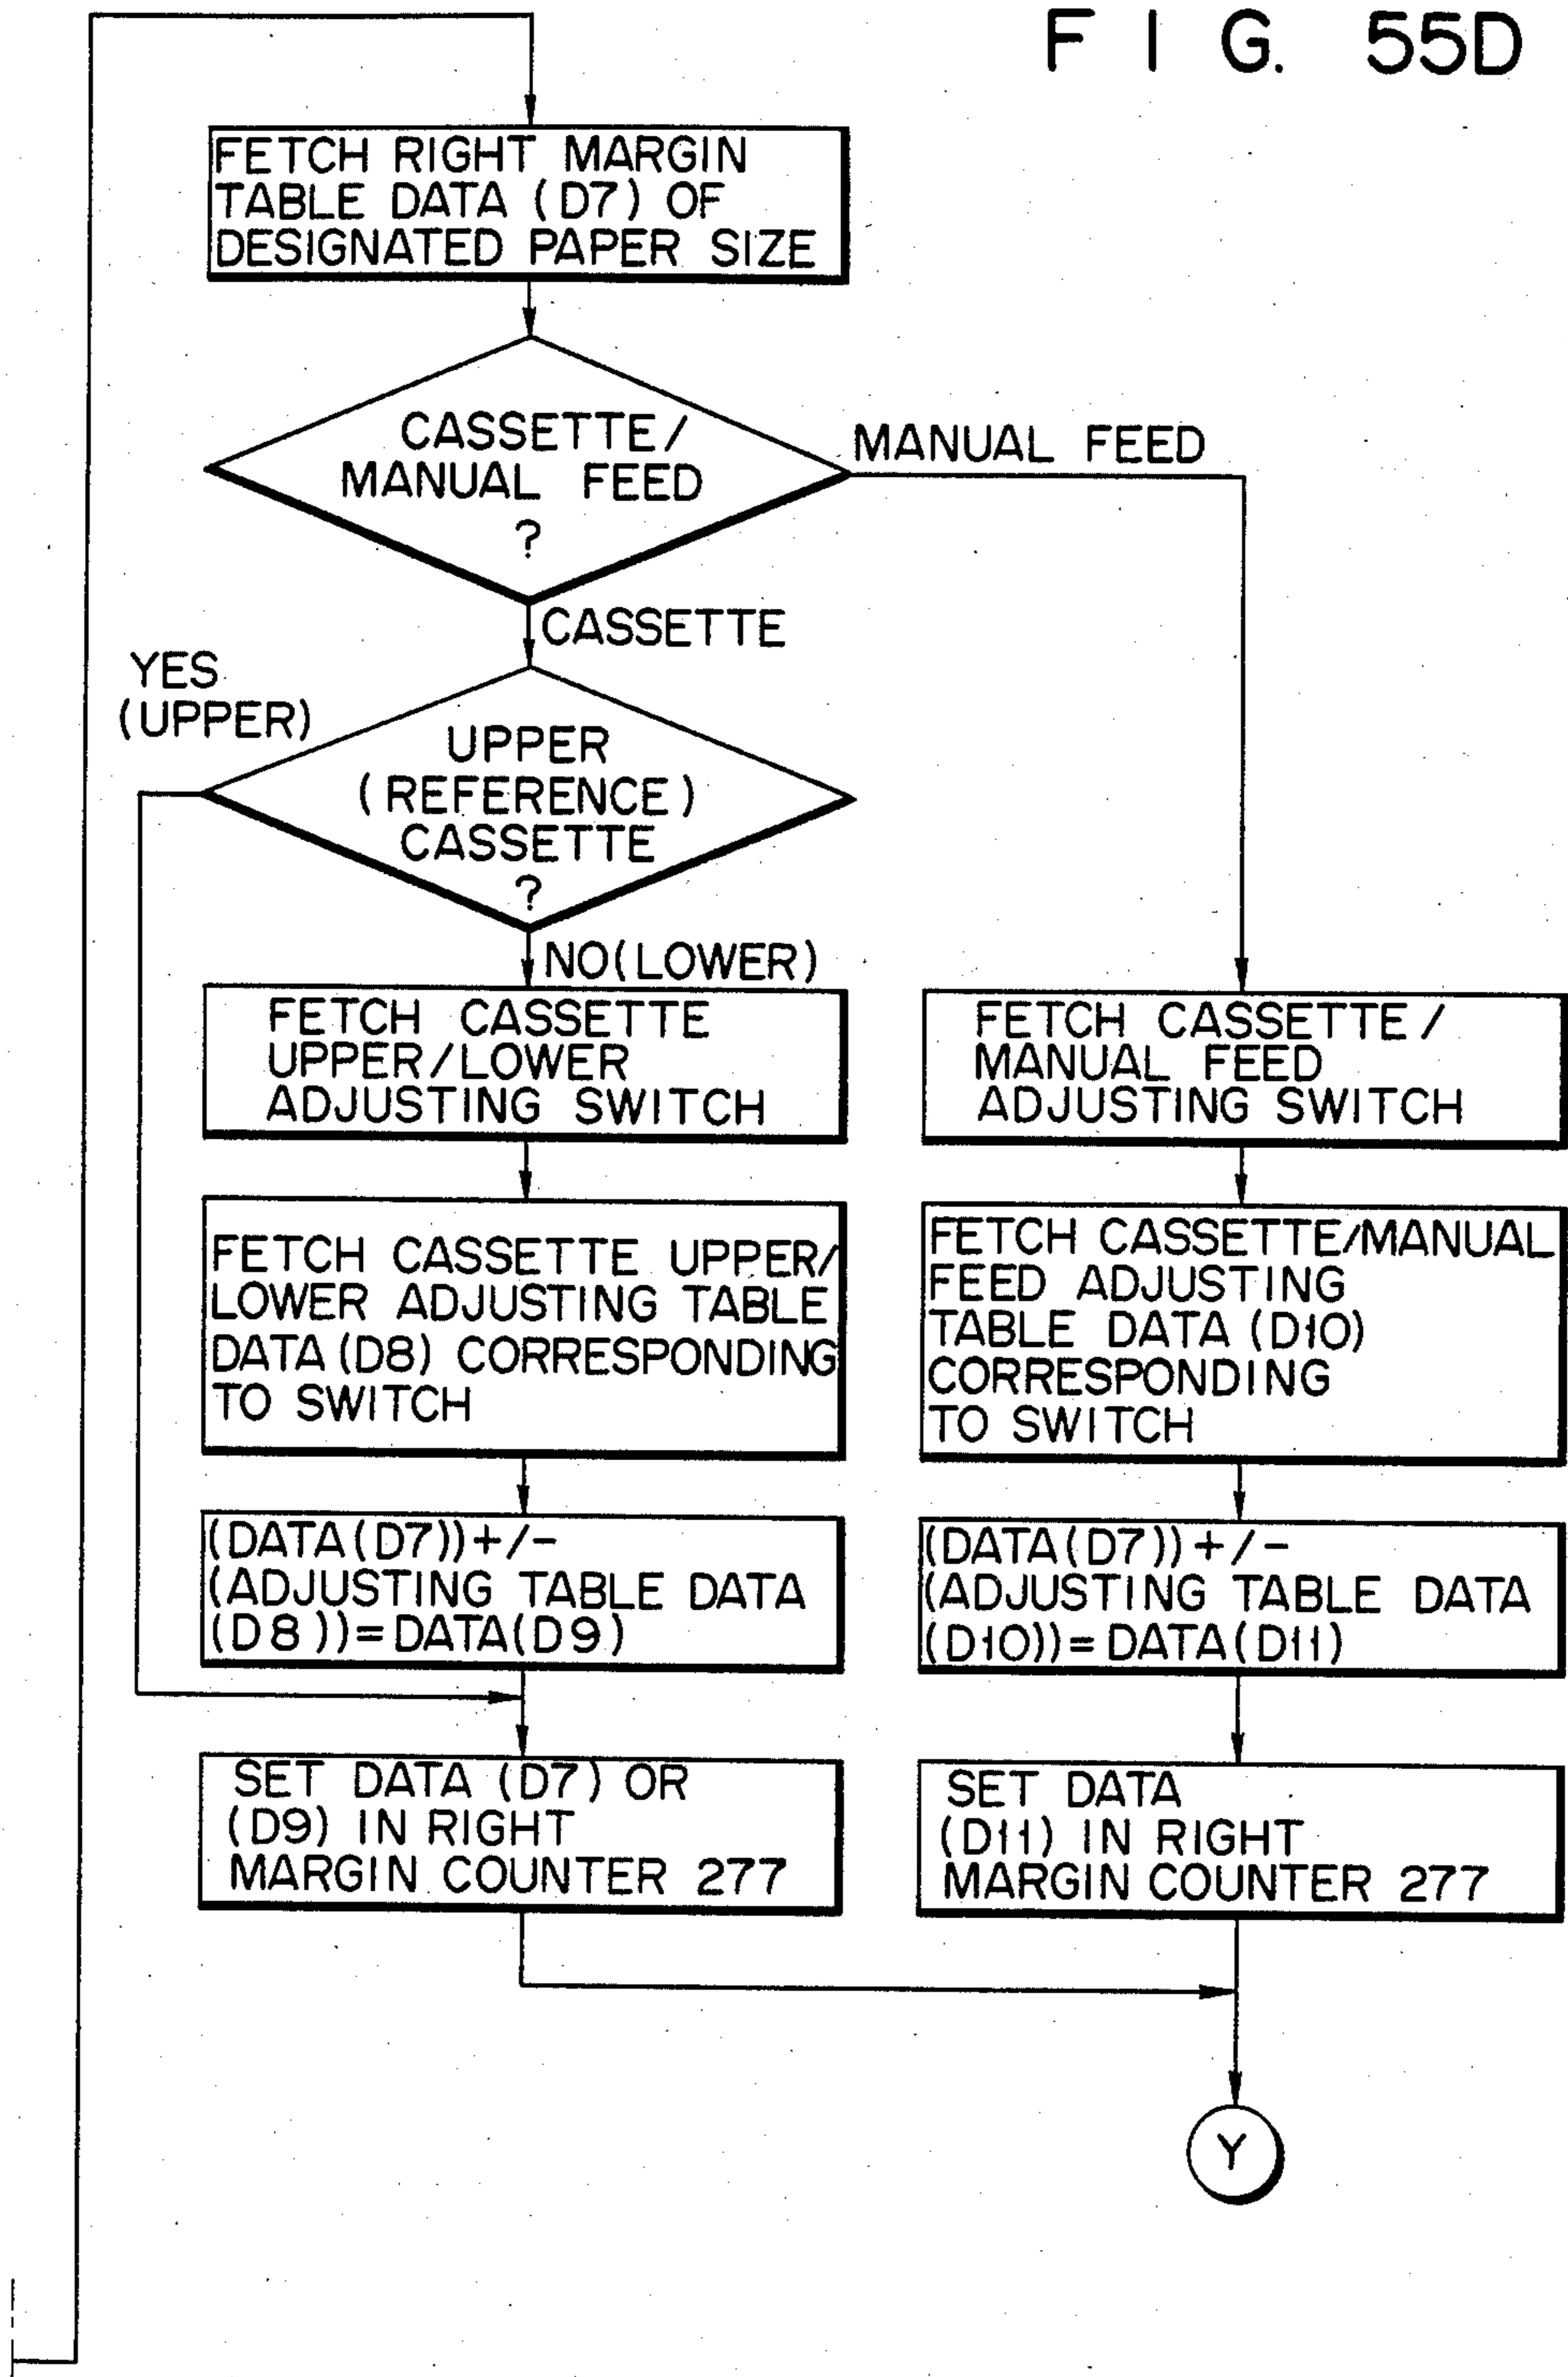 F I G. 55D
FETCH RIGHT MARGIN
TABLE DATA (D7) OF
DESIGNATED PAPER SIZE
CASSETTE/
MANUAL FEED
?
MANUAL FEED
CASSETTE
YES
(UPPER)
UPPER
(REFERENCE)
CASSETTE
?
NO(LOWER)
FETCH CASSETTE
UPPER/LOWER
ADJUSTING SWITCH
FETCH CASSETTE UPPER/
LOWER ADJUSTING TABLE
DATA(D8) CORRESPONDING
TO SWITCH
(DATA(D7))+/-
(ADJUSTING TABLE DATA
(D8))=DATA(D9)
SET DATA (D7) OR
(D9) IN RIGHT
MARGIN COUNTER 277
FETCH CASSETTE/
MANUAL FEED
ADJUSTING SWITCH
FETCH CASSETTE/MANUAL
FEED ADJUSTING
TABLE DATA (D10)
CORRESPONDING
TO SWITCH
(DATA(D7))+/-
(ADJUSTING TABLE DATA
(D10))=DATA(D11)
SET DATA
(D11) IN RIGHT
MARGIN COUNTER 277
Y